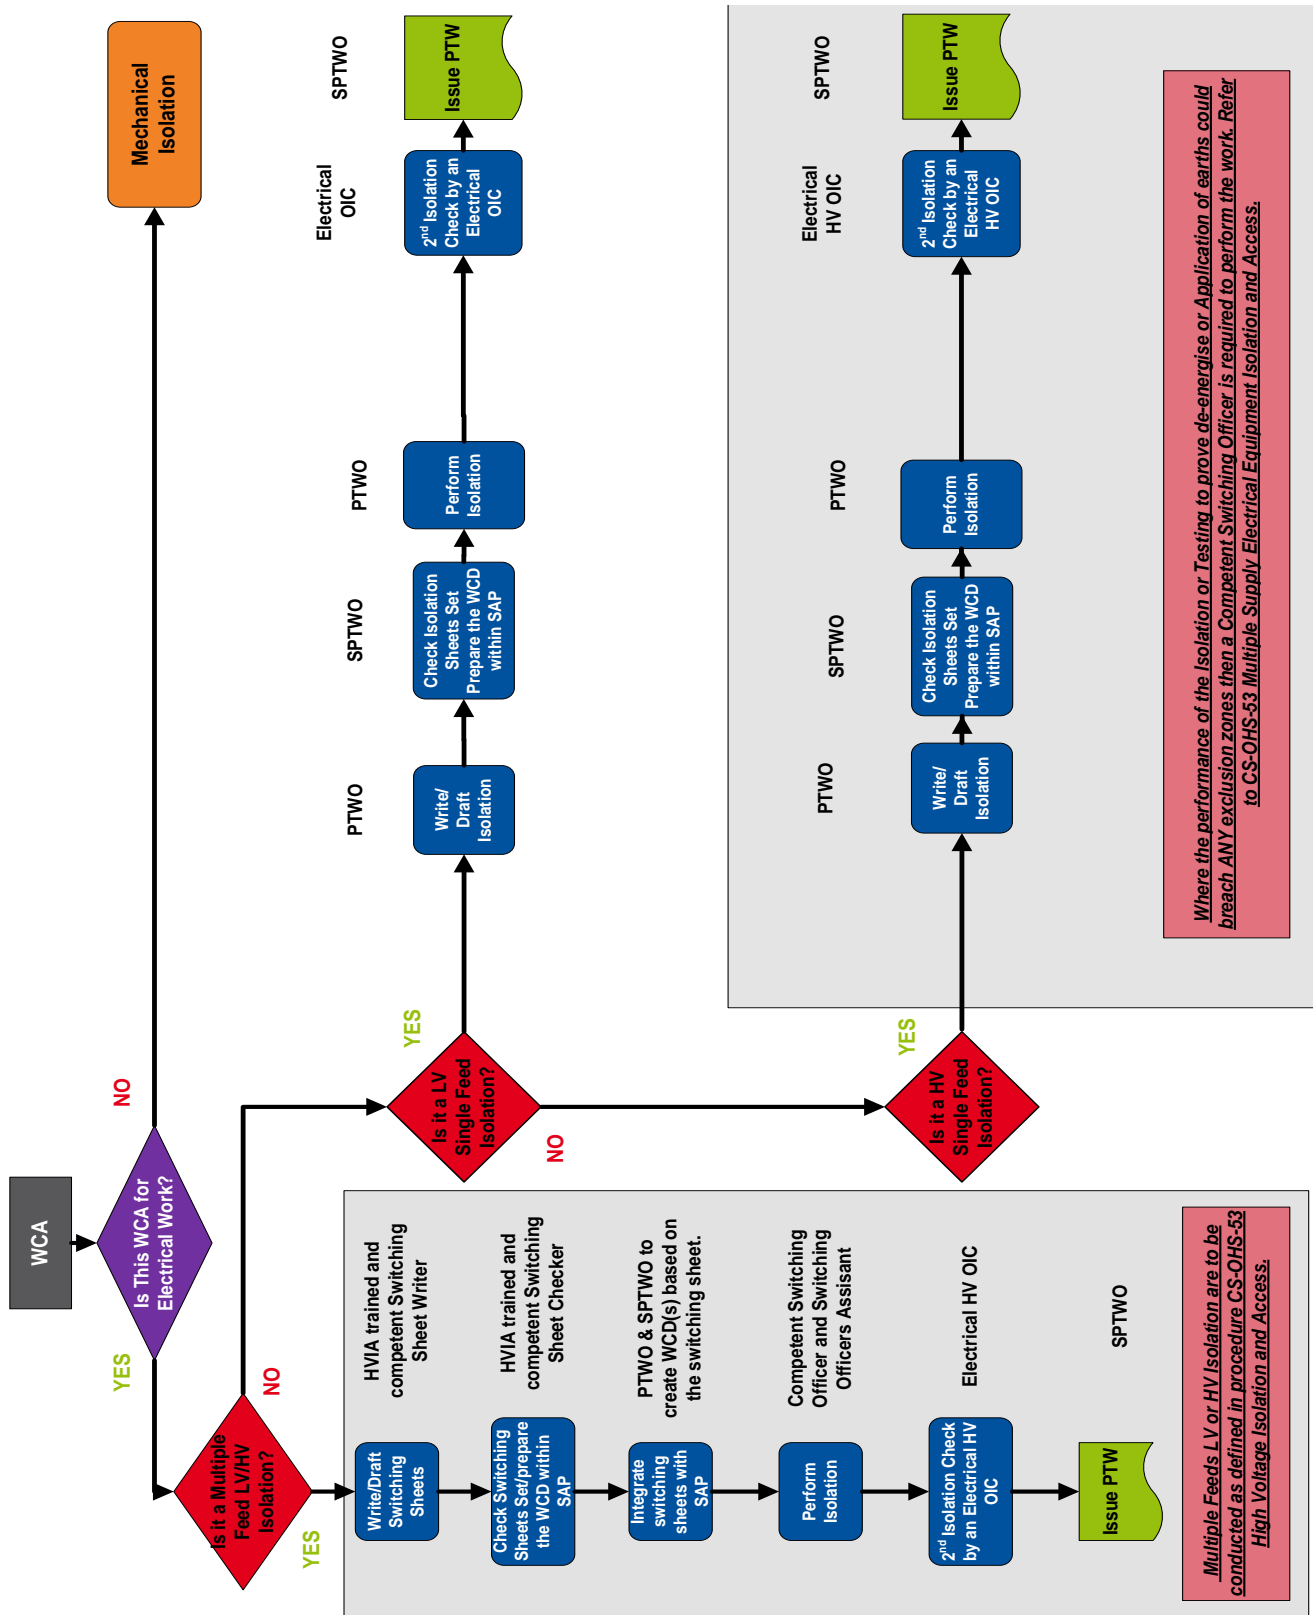 WCA
Is This WCA for
Electrical Work?
NO
Mechanical
Isolation
YES
Is it a Multiple
Feed LV/HV
Isolation?
NO
YES
HVIA trained and
competent Switching
Sheet Writer
Write/Draft
Switching
Sheets
HVIA trained and
competent Switching
Sheet Checker
Check Switching
Sheets Set/prepare
the WCD within
SAP
PTWO & SPTWO to
create WCD(s) based on
the switching sheet.
Integrate
switching
sheets with
SAP
Competent Switching
Officer and Switching
Officers Assisant
Perform
Isolation
Electrical HV OIC
2nd Isolation Check
by an Electrical HV
OIC
SPTWO
Issue PTW
Multiple Feeds LV or HV Isolation are to be
conducted as defined in procedure CS-OHS-53
High Voltage Isolation and Access.
Is it a LV
Single Feed
Isolation?
YES
NO
PTWO
Write/
Draft
Isolation
SPTWO
Check Isolation
Sheets Set
Prepare the WCD
within SAP
PTWO
Perform
Isolation
Electrical
OIC
2nd Isolation
Check by an
Electrical
OIC
SPTWO
Issue PTW
Is it a HV
Single Feed
Isolation?
YES
PTWO
Write/
Draft
Isolation
SPTWO
Check Isolation
Sheets Set
Prepare the WCD
within SAP
PTWO
Perform
Isolation
Electrical
HV OIC
2nd Isolation
Check by an
Electrical
HV OIC
SPTWO
Issue PTW
Where the performance of the Isolation or Testing to prove de-energise or Application of earths could
breach ANY exclusion zones then a Competent Switching Officer is required to perform the work. Refer
to CS-OHS-53 Multiple Supply Electrical Equipment Isolation and Access.